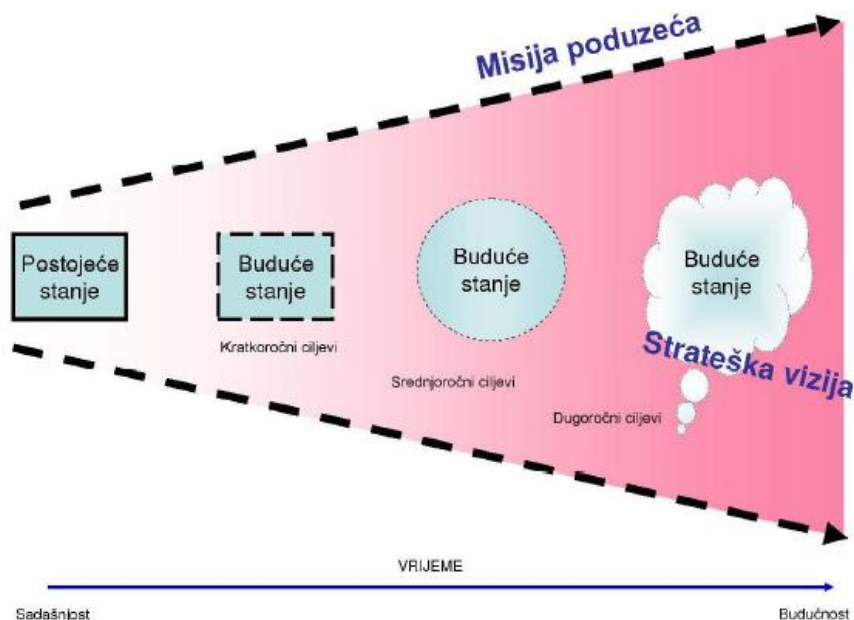 Misija poduzeća
Postojeće
stanje
Buduće
stanje
Kratkoročni ciljevi
Buduće
stanje
Srednjoročni ciljevi
Buduće
stanje
Strateška vizija
Dugoročni ciljevi
VRIJEME
Sadašnjost
Budućnost